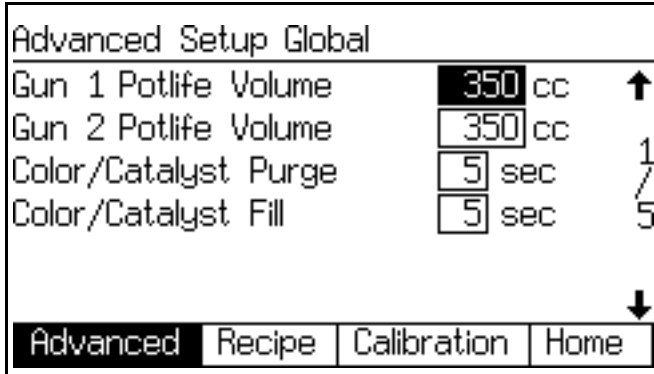 Advanced Setup Global
Gun 1 Potlife Volume 350 cc
Gun 2 Potlife Volume 350 cc
Color/Catalyst Purge 5 sec
Color/Catalyst Fill 5 sec
1/5
Advanced Recipe Calibration Home